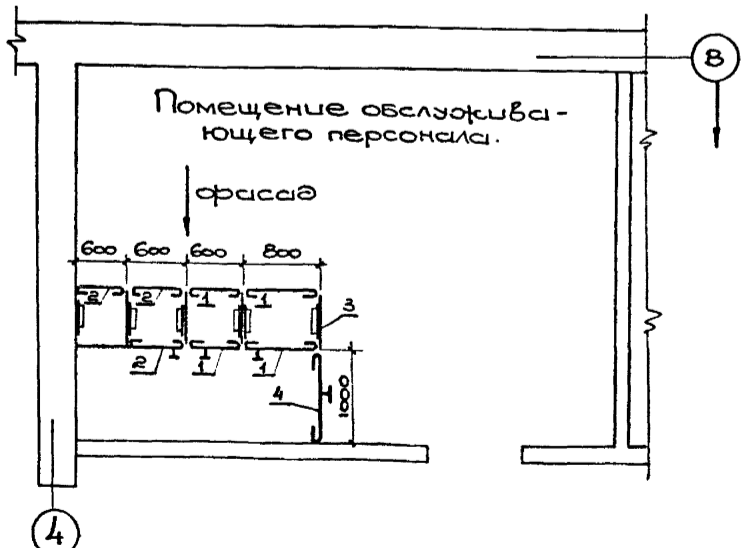 В
Помещение обслужива-
ющего персонала.
фасад
600 600 600 800
2 2 1 1 3
2 1 1 4 1000
4